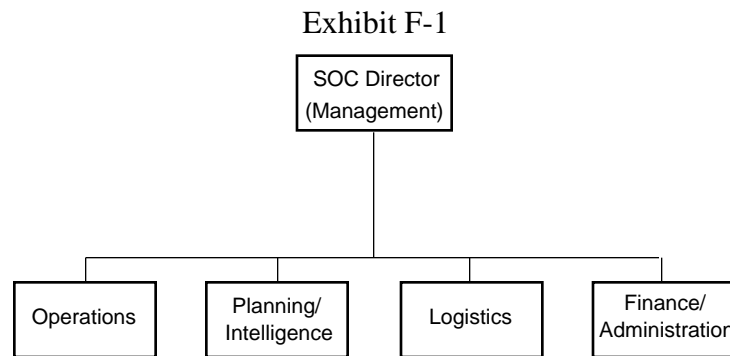 Exhibit F-1
SOC Director
(Management)
Operations
Planning/
Intelligence
Logistics
Finance/
Administration